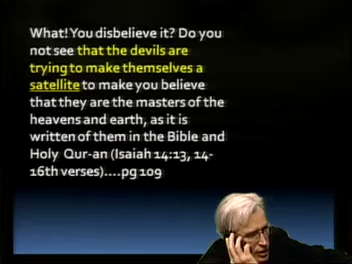 What! You disbelieve it? Do you
not see that the devils are
trying to make themselves a
satellite to make you believe
that they are the masters of the
heavens and earth, as it is
written of them in the Bible and
Holy Qur-an (Isaiah 14:13, 14-
16th verses)....pg 109